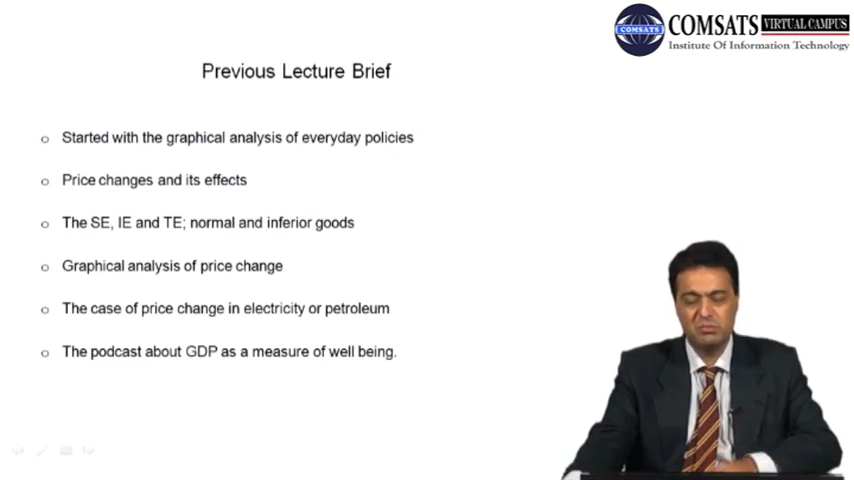 COMSATS
COMSATS VIRTUAL CAMPUS
Institute Of Information Technology
Previous Lecture Brief
Started with the graphical analysis of everyday policies
Price changes and its effects
The SE, IE and TE; normal and inferior goods
Graphical analysis of price change
The case of price change in electricity or petroleum
The podcast about GDP as a measure of well being.